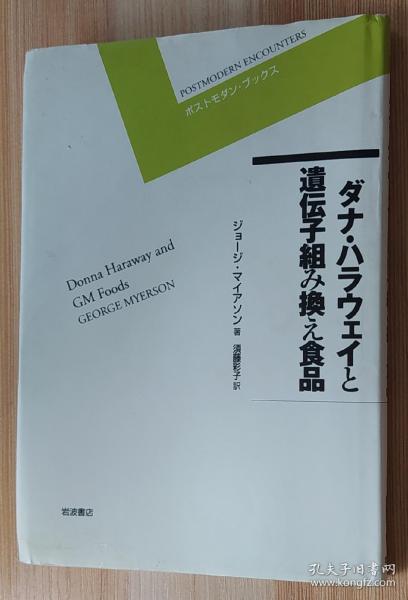 POSTMODERN ENCOUNTERS
ポストモダン・ブックス
ダナ・ハラウェイと
遺伝子組み換え食品
ジョージ・マイアソン 著
須藤彩子 訳
Donna Haraway and
GM Foods
GEORGE MYERSON
岩波書店
孔夫子旧书网
www.kongfz.com